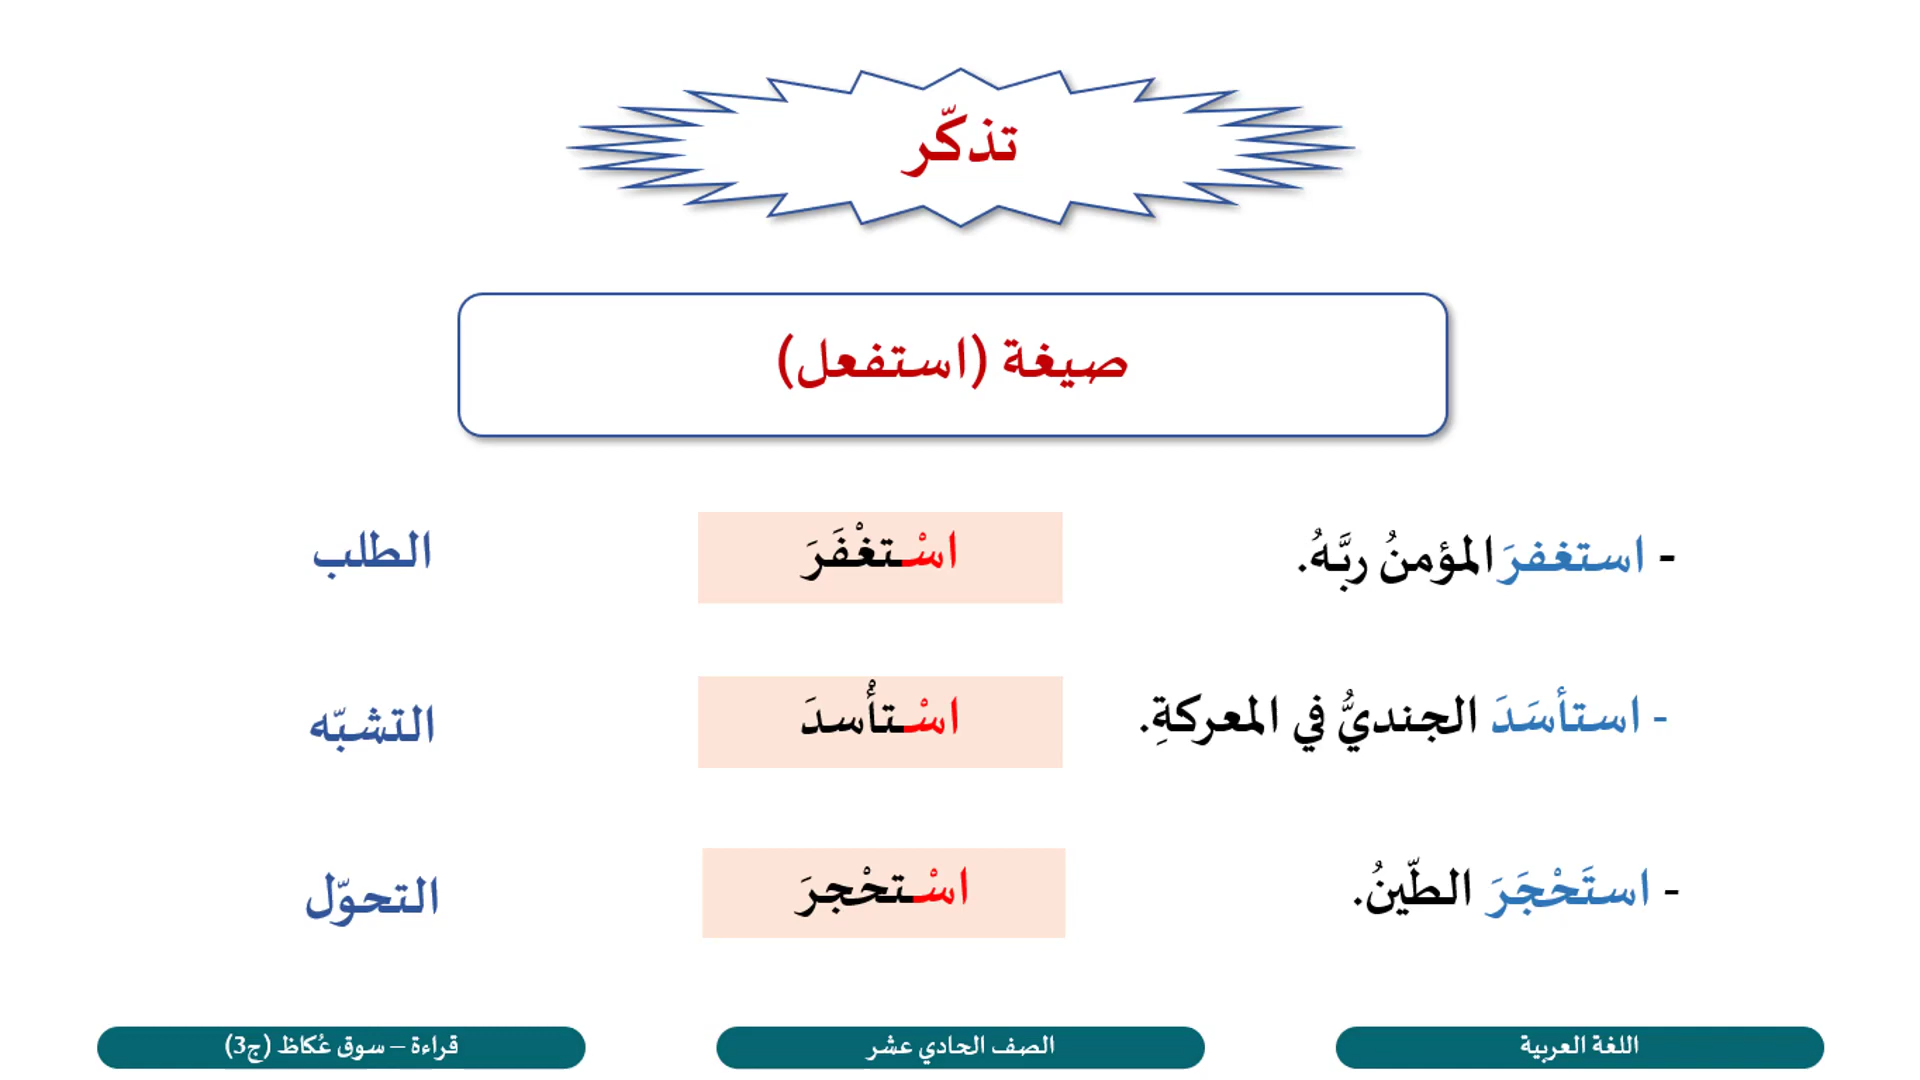 تذكّر
صيغة (استفعل)
- استغفرَ المؤمنُ ربَّهُ. اسْتغْفَرَ الطلب
- استأسَدَ الجنديُّ في المعركةِ. اسْتأْسدَ التشبّه
- استَحْجَرَ الطّينُ. اسْتحْجرَ التحوّل
اللغة العربية
الصف الحادي عشر
قراءة – سوق عُكاظ (ج3)